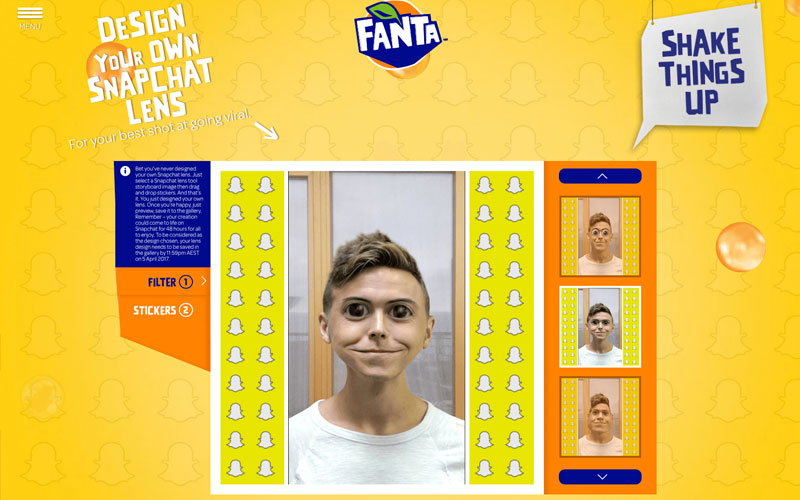 MENU
DESIGN
YOUR OWN
SNAPCHAT
LENS
For your best shot at going viral.
FANTA
TM
SHAKE
THINGS
UP
i
Bet you've never designed
your own Snapchat lens. Just
select a Snapchat lens tool
storyboard image then drag
and drop stickers. And that's
it. You just designed your own
lens. Once you're happy, just
preview, save it to the gallery.
Remember - your creation
could come to life on
Snapchat for 48 hours for all
to enjoy. To be considered as
the design chosen, your lens
design needs to be saved in
the gallery by 11:59pm AEST
on 5 April 2017.
FILTER 1
STICKERS 2